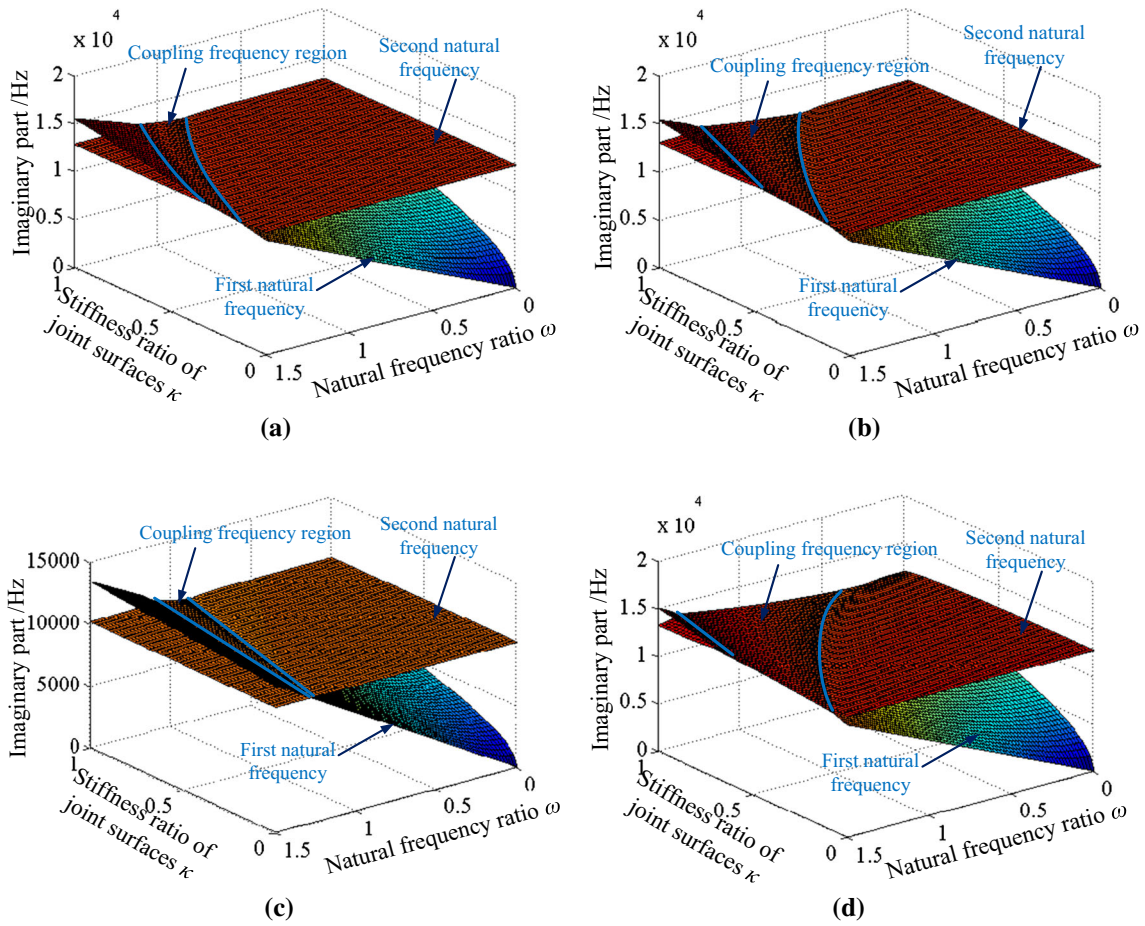 4
x 10
Coupling frequency region
Second natural
frequency
2
1.5
1
0.5
0
Imaginary part /Hz
First natural
frequency
1
0.5
0
Stiffness ratio of
joint surfaces κ
1.5
1
0.5
0
Natural frequency ratio ω
(a)
4
x 10
Coupling frequency region
Second natural
frequency
2
1.5
1
0.5
0
Imaginary part /Hz
First natural
frequency
1
0.5
0
Stiffness ratio of
joint surfaces κ
1.5
1
0.5
0
Natural frequency ratio ω
(b)
Coupling frequency region
Second natural
frequency
15000
10000
5000
0
Imaginary part /Hz
First natural
frequency
1
0.5
0
Stiffness ratio of
joint surfaces κ
1.5
1
0.5
0
Natural frequency ratio ω
(c)
4
x 10
Coupling frequency region
Second natural
frequency
2
1.5
1
0.5
0
Imaginary part /Hz
First natural
frequency
1
0.5
0
Stiffness ratio of
joint surfaces κ
1.5
1
0.5
0
Natural frequency ratio ω
(d)